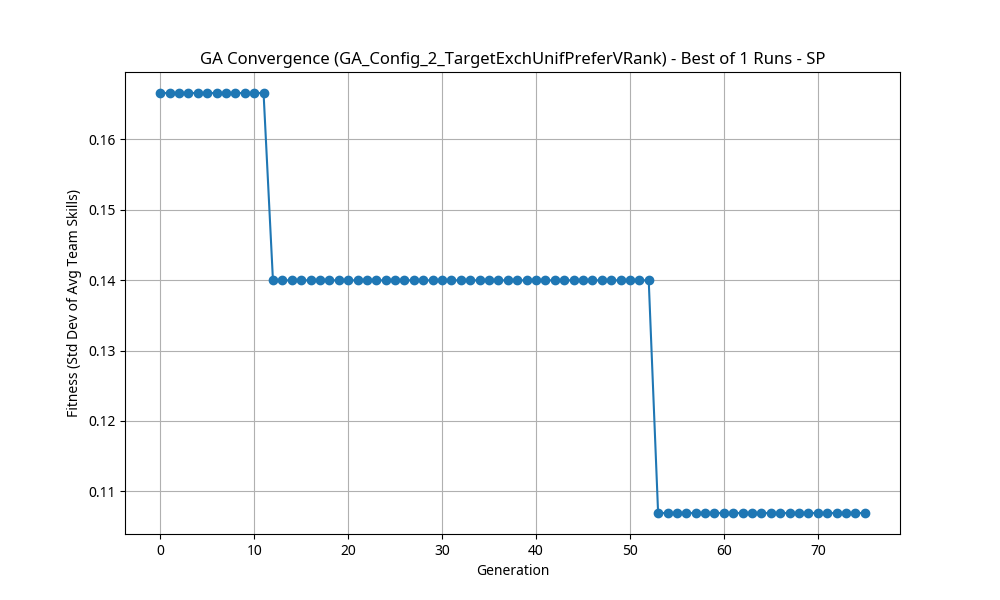 GA Convergence (GA_Config_2_TargetExchUnifPreferVRank) - Best of 1 Runs - SP
Fitness (Std Dev of Avg Team Skills)
0.16
0.15
0.14
0.13
0.12
0.11
0 10 20 30 40 50 60 70
Generation